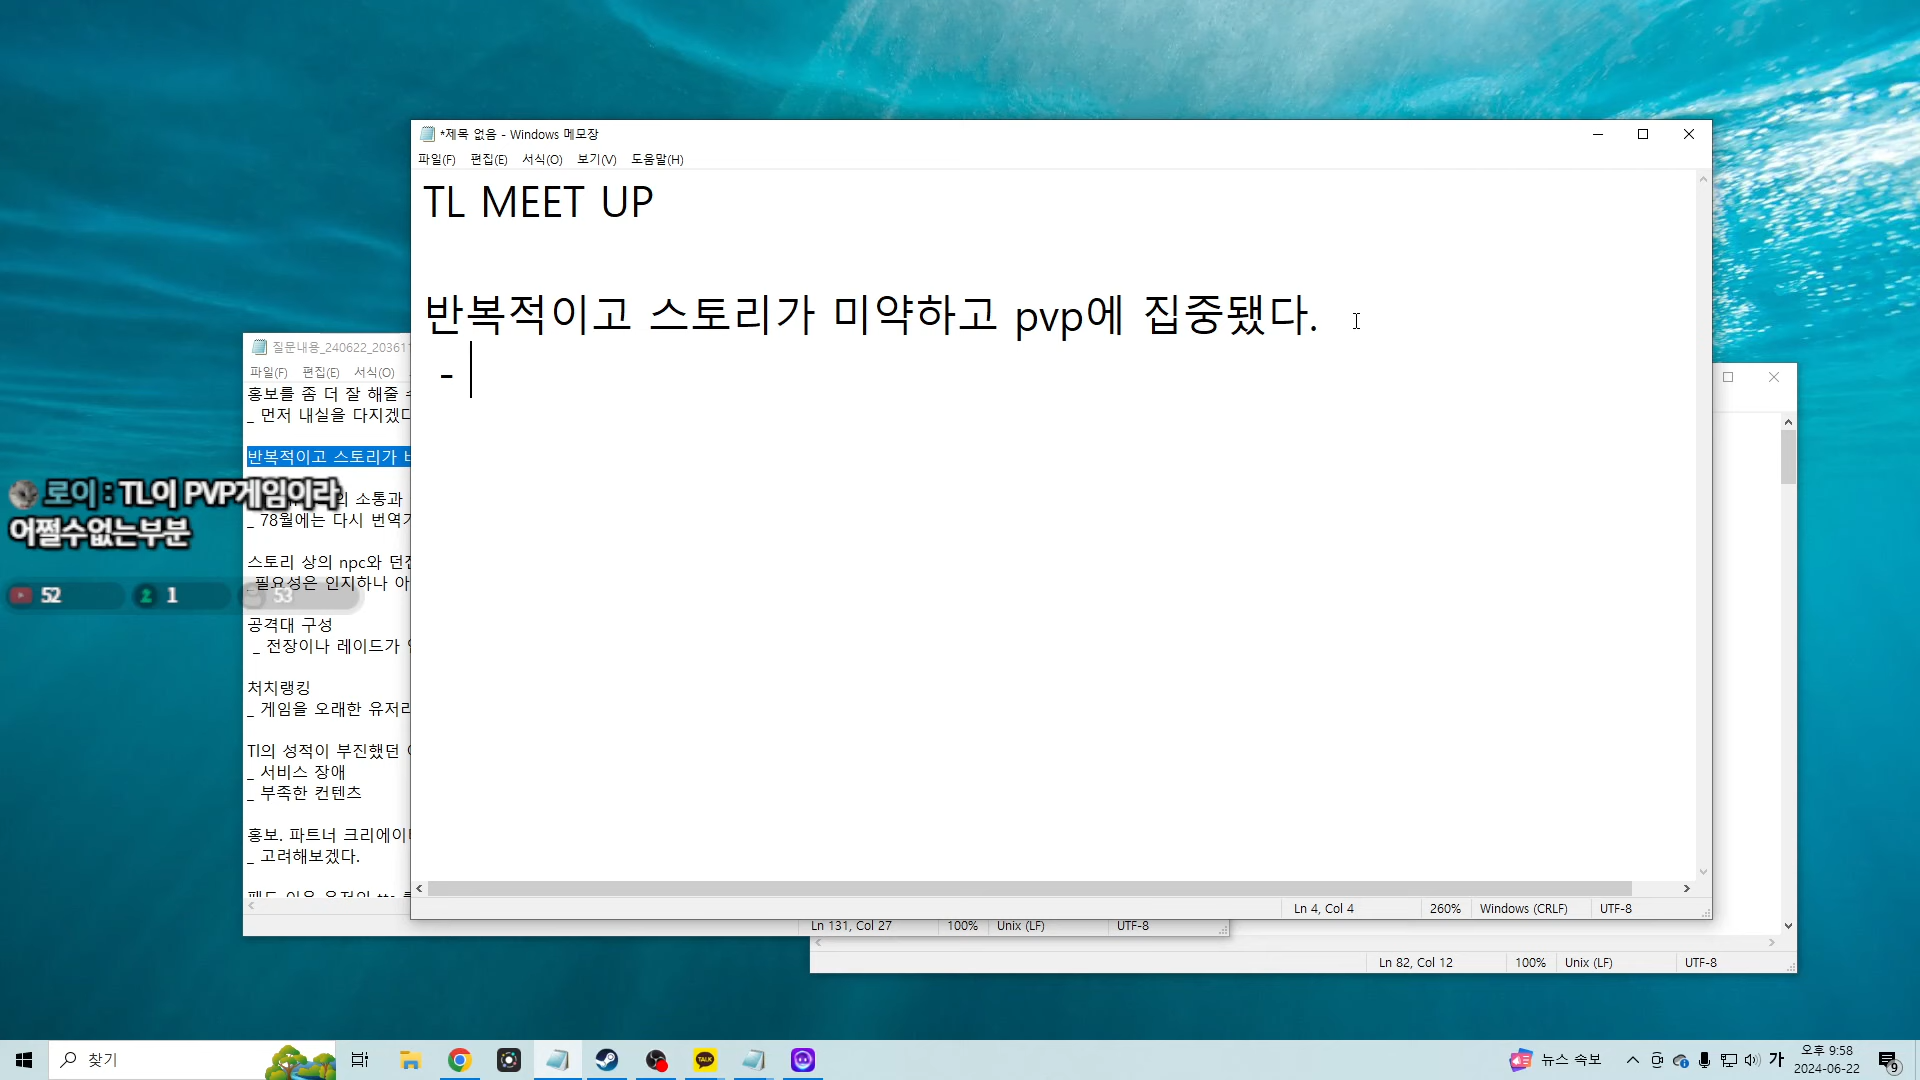 *제목 없음 - Windows 메모장
파일(F) 편집(E) 서식(O) 보기(V) 도움말(H)
TL MEET UP
반복적이고 스토리가 미약하고 pvp에 집중됐다.
-
Ln 4, Col 4 260% Windows (CRLF) UTF-8
질문내용_240622_20361
파일(F) 편집(E) 서식(O)
홍보를 좀 더 잘 해줄
_ 먼저 내실을 다지겠다
반복적이고 스토리가
소통과
_ 78월에는 다시
스토리 상의 npc와
필요성은 인지하나
공격대 구성
_ 전장이나 레이드가
처치랭킹
_ 게임을 오래한
Tl의 성적이 부진했던
_ 서비스 장애
_ 부족한 컨텐츠
홍보. 파트너
_ 고려해보겠다.
Ln 131, Col 27 100% Unix (LF) UTF-8
Ln 82, Col 12 100% Unix (LF) UTF-8
로이 : TL이 PVP게임이라
어쩔수없는부분
52 1 53
찾기
TALK
뉴스 속보
가
오후 9:58
2024-06-22
9